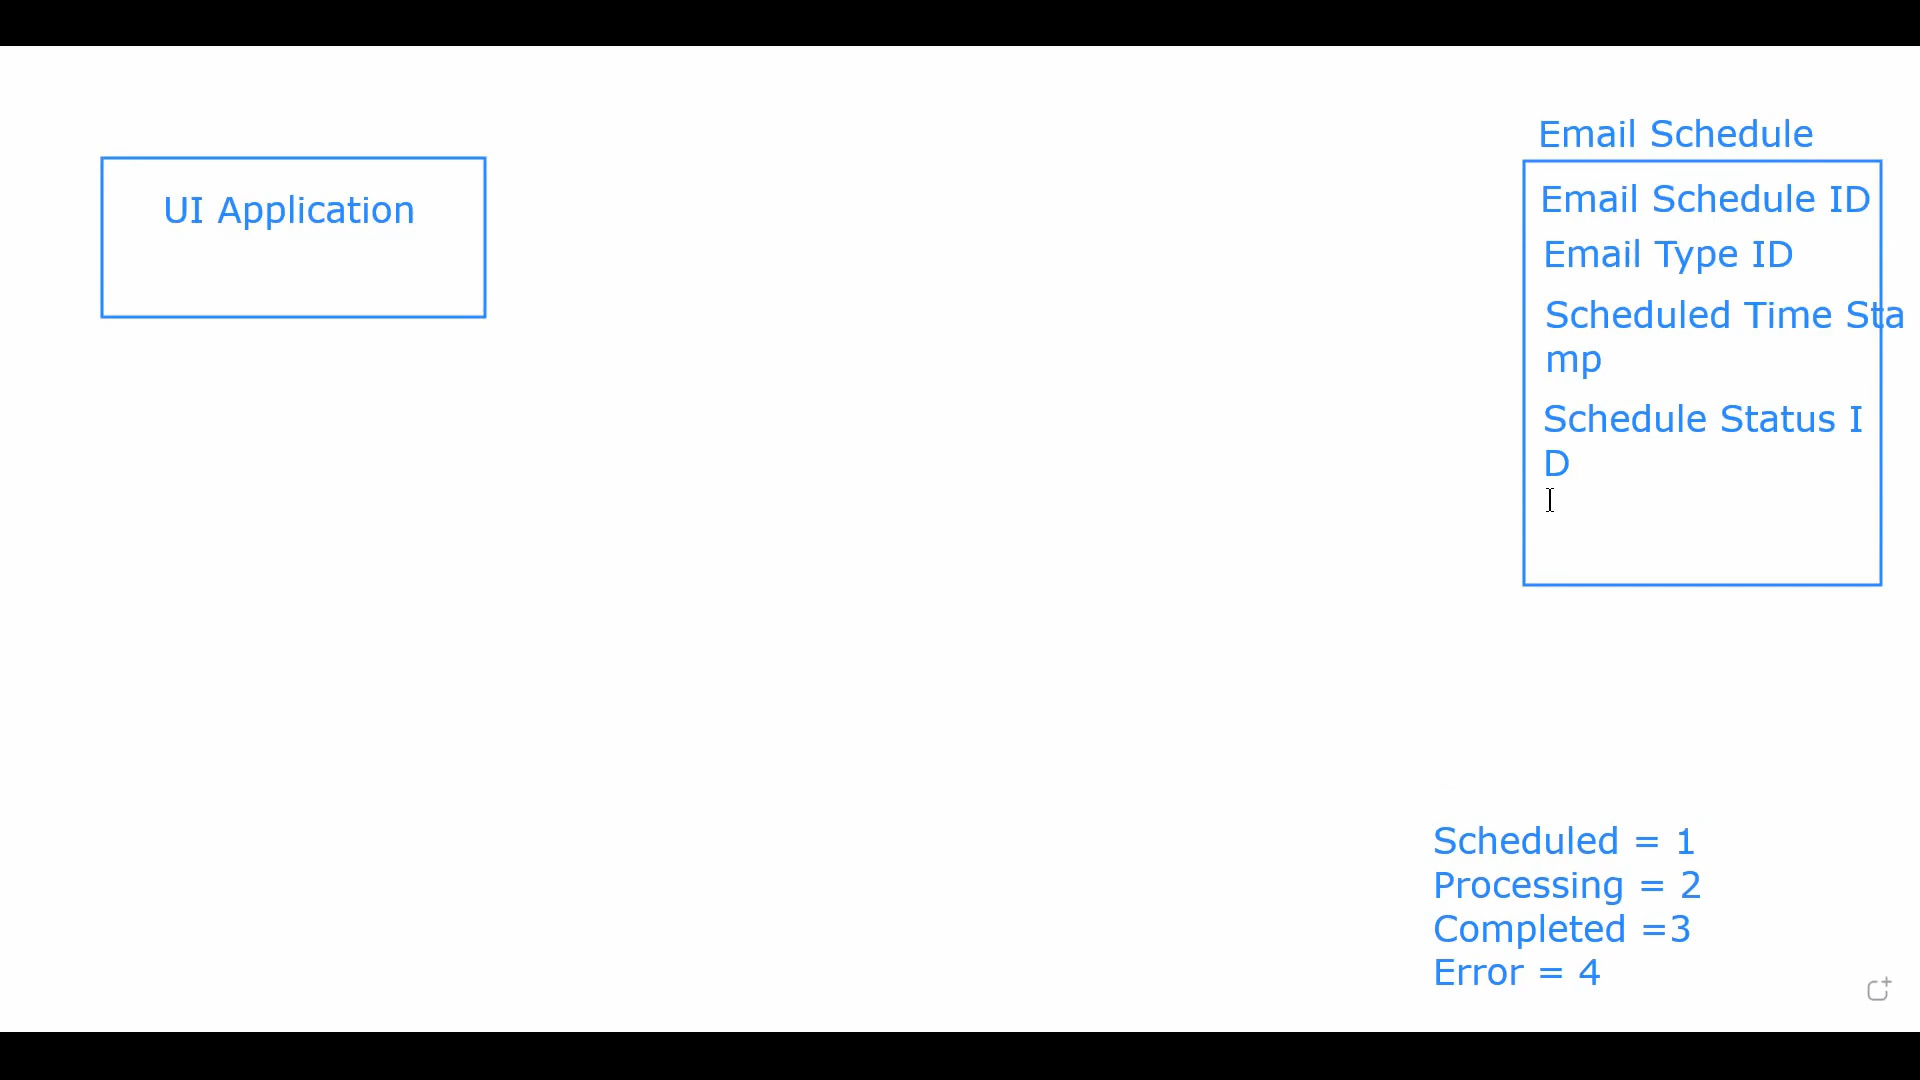 UI Application
Email Schedule
Email Schedule ID
Email Type ID
Scheduled Time Sta
mp
Schedule Status I
D
Scheduled = 1
Processing = 2
Completed =3
Error = 4